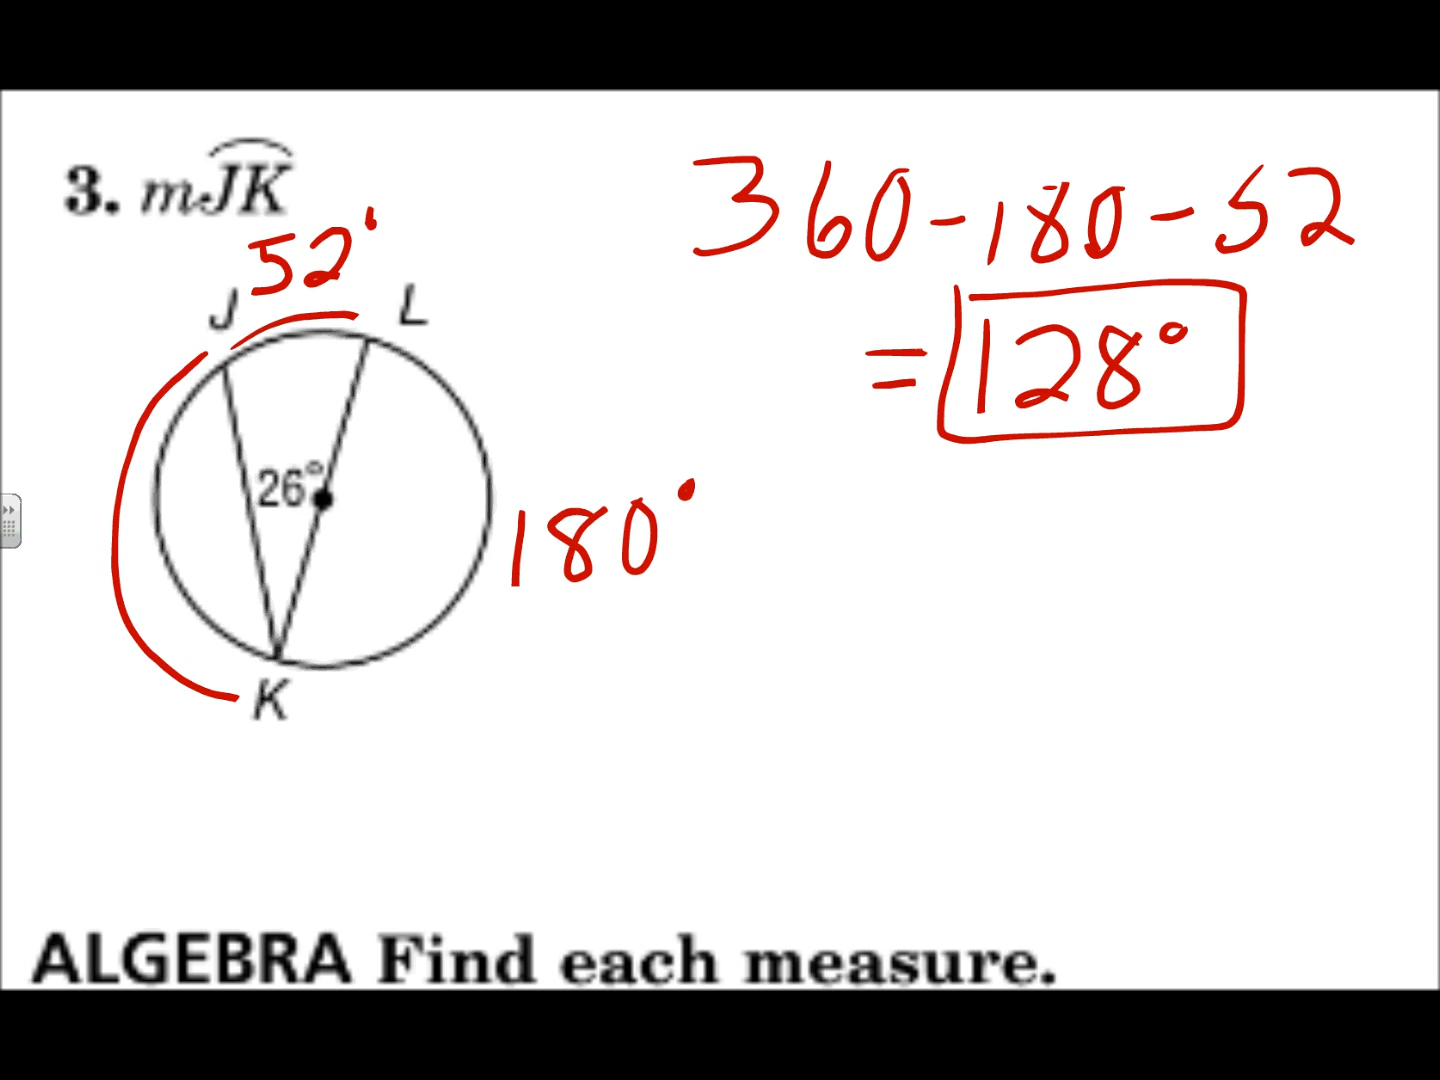 3. mJK
360-180-52
52°
J L
= 128°
26°
180°
K
ALGEBRA Find each measure.